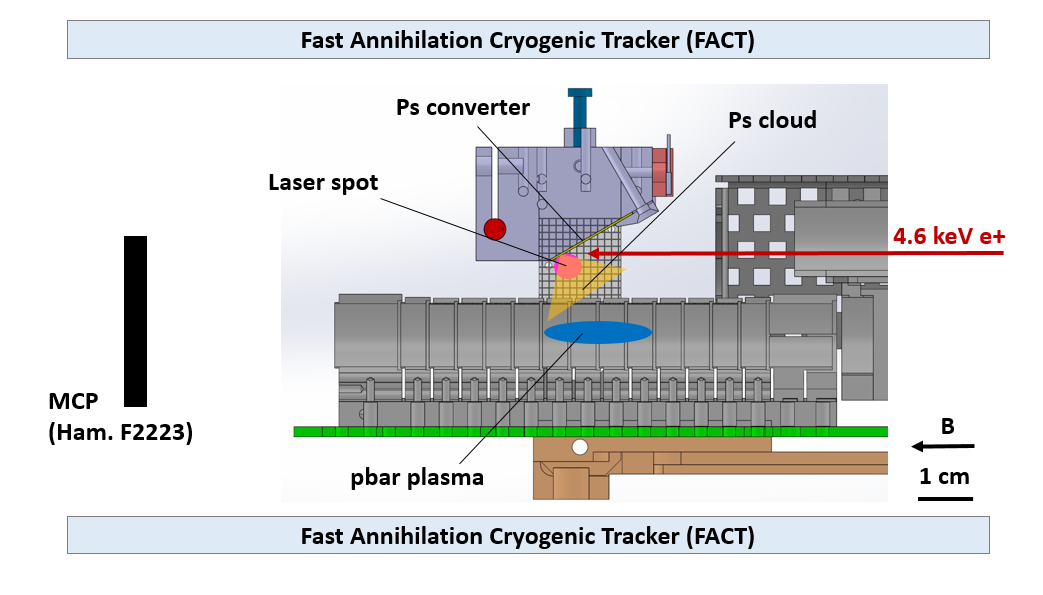 Fast Annihilation Cryogenic Tracker (FACT)
Ps converter
Ps cloud
Laser spot
4.6 keV e+
MCP
(Ham. F2223)
B
pbar plasma
1 cm
Fast Annihilation Cryogenic Tracker (FACT)